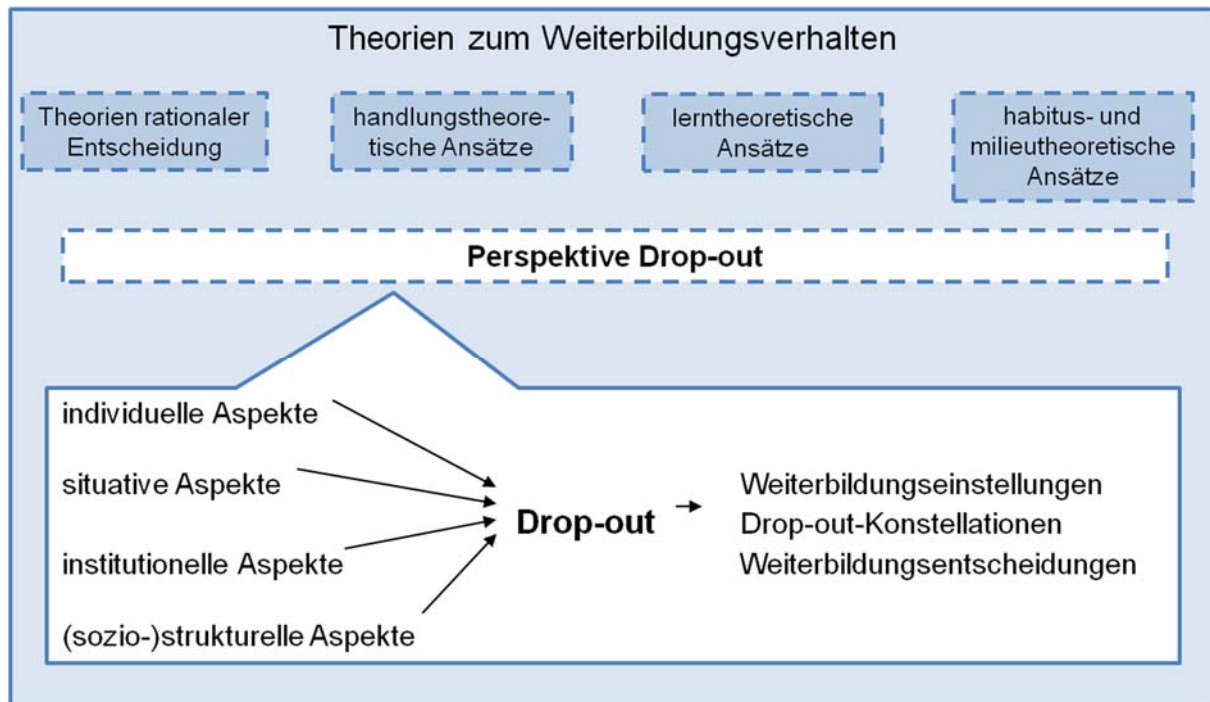 Theorien zum Weiterbildungsverhalten
Theorien rationaler
Entscheidung
handlungstheore-
tische Ansätze
lerntheoretische
Ansätze
habitus- und
milieutheoretische
Ansätze
Perspektive Drop-out
individuelle Aspekte
situative Aspekte
institutionelle Aspekte
(sozio-)strukturelle Aspekte
Drop-out
Weiterbildungseinstellungen
Drop-out-Konstellationen
Weiterbildungsentscheidungen